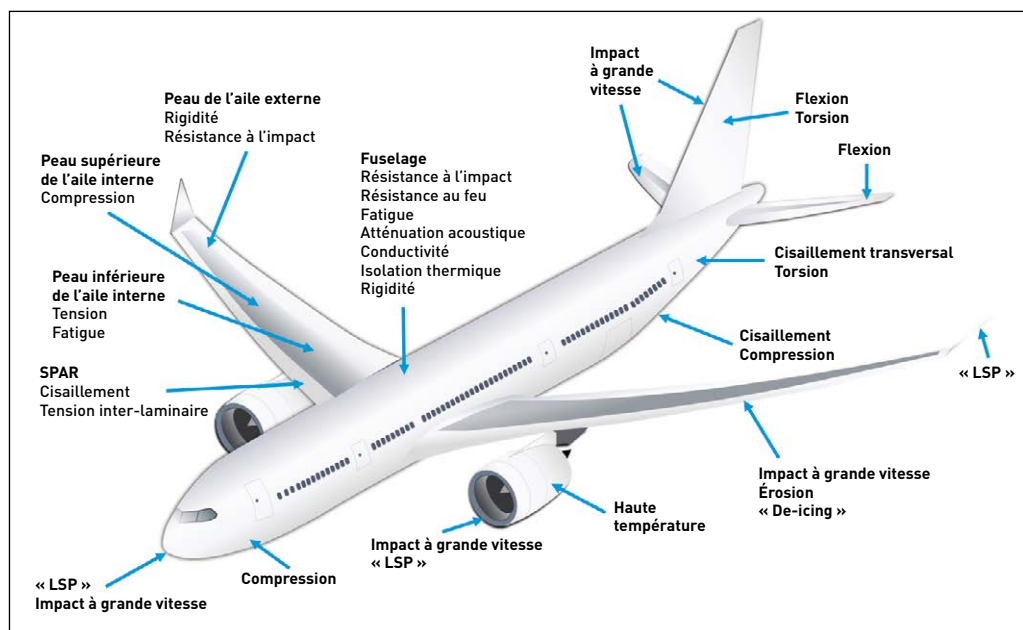 Impact
à grande
vitesse
Flexion
Torsion
Flexion
Peau de l'aile externe
Rigidité
Résistance à l'impact
Peau supérieure
de l'aile interne
Compression
Fuselage
Résistance à l'impact
Résistance au feu
Fatigue
Atténuation acoustique
Conductivité
Isolation thermique
Rigidité
Cisaillement transversal
Torsion
Peau inférieure
de l'aile interne
Tension
Fatigue
Cisaillement
Compression
« LSP »
SPAR
Cisaillement
Tension inter-laminaire
Impact à grande vitesse
Érosion
« De-icing »
Haute
température
Impact à grande vitesse
« LSP »
Compression
« LSP »
Impact à grande vitesse